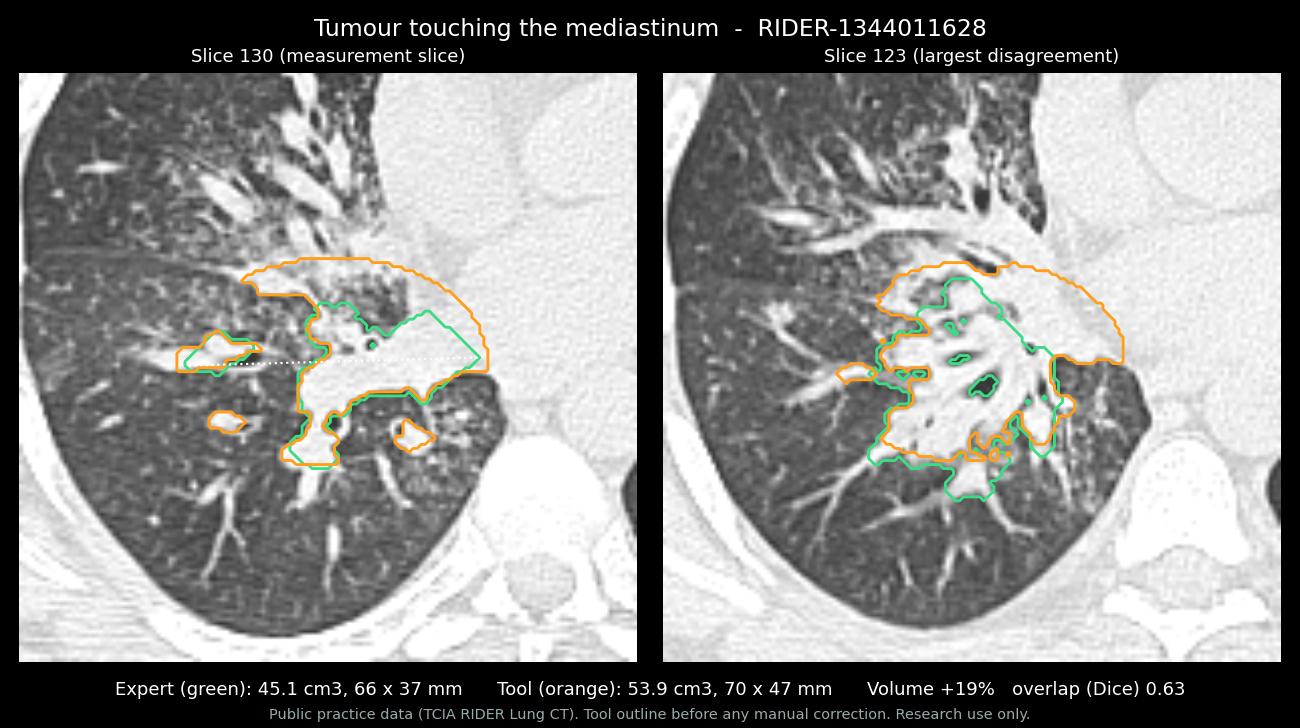 Tumour touching the mediastinum - RIDER-1344011628
Slice 130 (measurement slice)
Slice 123 (largest disagreement)
Expert (green): 45.1 cm3, 66 x 37 mm Tool (orange): 53.9 cm3, 70 x 47 mm Volume +19% overlap (Dice) 0.63
Public practice data (TCIA RIDER Lung CT). Tool outline before any manual correction. Research use only.